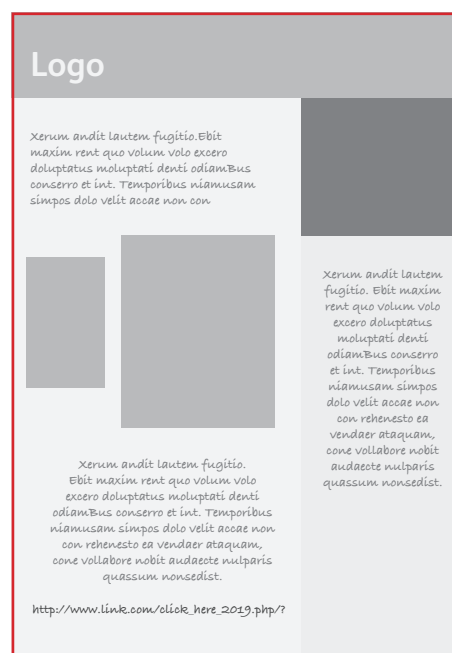 Logo
Xerum andit lautem fugitio.Ebit
maxim rent quo volum volo excero
doluptatus moluptati denti odiamBus
conserro et int. Temporibus niamusam
simpos dolo velit accae non con
Xerum andit lautem fugitio.
Ebit maxim rent quo volum volo
excero doluptatus moluptati denti
odiamBus conserro et int. Temporibus
niamusam simpos dolo velit accae non
con rehenesto ea vendaer ataquam,
cone vollabore nobit audaecte nulparis
quassum nonsedist.
http://www.link.com/click_here_2019.php/?
Xerum andit lautem
fugitio. Ebit maxim
rent quo volum volo
excero doluptatus
moluptati denti
odiamBus conserro
et int. Temporibus
niamusam simpos
dolo velit accae non
con rehenesto ea
vendaer ataquam,
cone vollabore nobit
audaecte nulparis
quassum nonsedist.